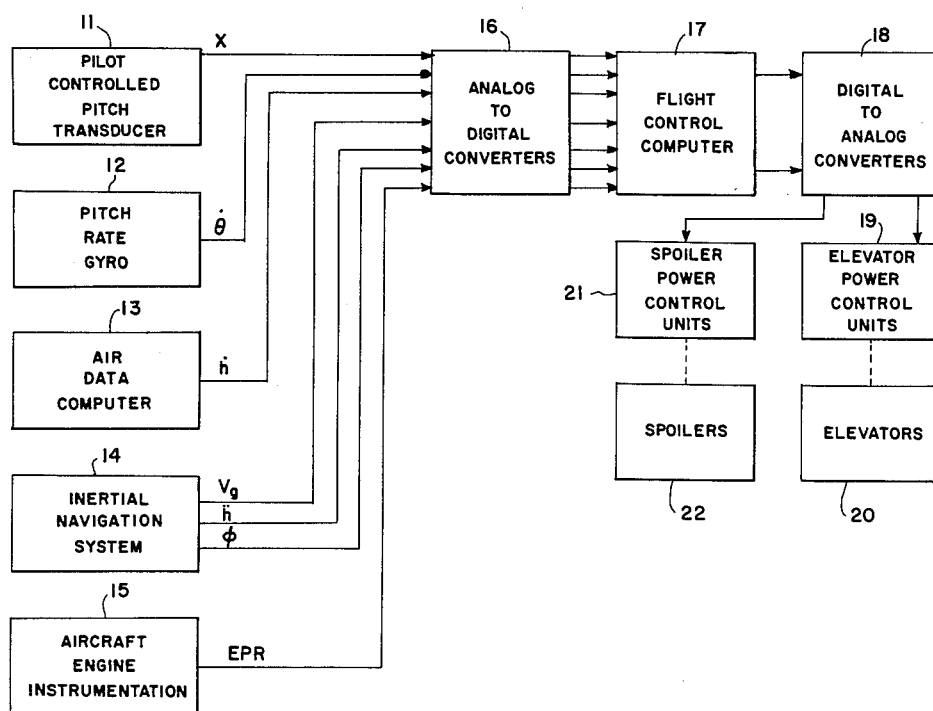 11
PILOT
CONTROLLED
PITCH
TRANSDUCER
X
12
PITCH
RATE
GYRO
θ̇
13
AIR
DATA
COMPUTER
ḣ
14
INERTIAL
NAVIGATION
SYSTEM
Vg
ḧ
ϕ
15
AIRCRAFT
ENGINE
INSTRUMENTATION
EPR
16
ANALOG
TO
DIGITAL
CONVERTERS
17
FLIGHT
CONTROL
COMPUTER
18
DIGITAL
TO
ANALOG
CONVERTERS
21
SPOILER
POWER
CONTROL
UNITS
19
ELEVATOR
POWER
CONTROL
UNITS
SPOILERS
22
ELEVATORS
20